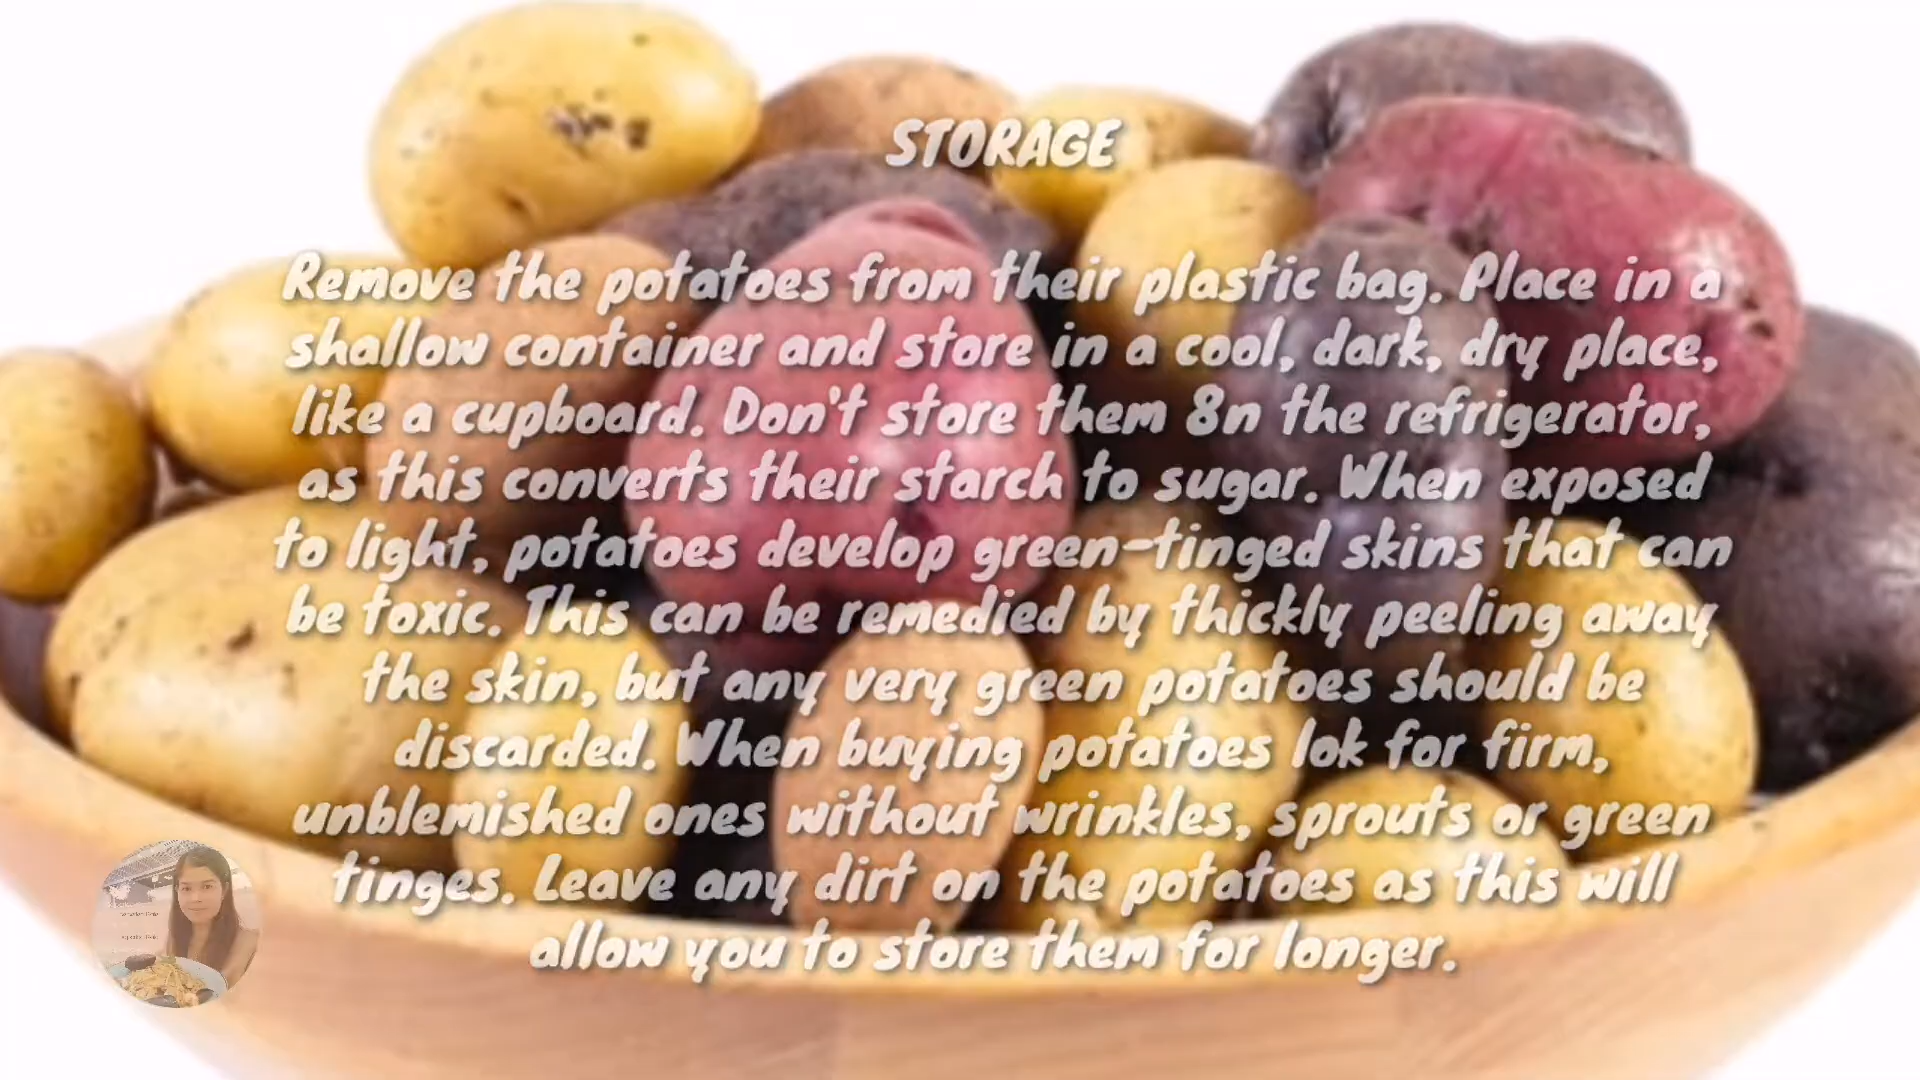 STORAGE
Remove the potatoes from their plastic bag. Place in a
shallow container and store in a cool, dark, dry place,
like a cupboard. Don't store them 8n the refrigerator,
as this converts their starch to sugar. When exposed
to light, potatoes develop green-tinged skins that can
be toxic. This can be remedied by thickly peeling away
the skin, but any very green potatoes should be
discarded. When buying potatoes lok for firm,
unblemished ones without wrinkles, sprouts or green
tinges. Leave any dirt on the potatoes as this will
allow you to store them for longer.